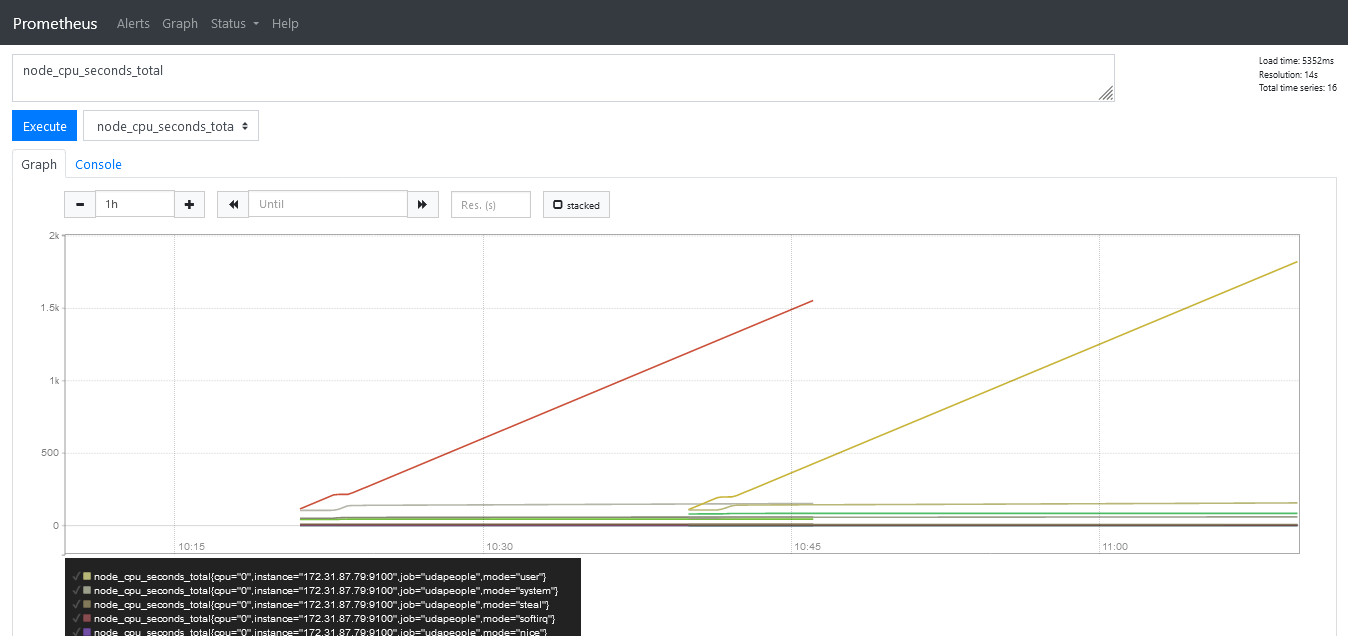 Prometheus Alerts Graph Status Help
node_cpu_seconds_total
Load time: 5352ms
Resolution: 14s
Total time series: 16
Execute node_cpu_seconds_tota
Graph Console
1h Until Res. (s) stacked
2k
1.5k
1k
500
0
10:15 10:30 10:45 11:00
node_cpu_seconds_total{cpu="0",instance="172.31.87.79:9100",job="udapeople",mode="user"}
node_cpu_seconds_total{cpu="0",instance="172.31.87.79:9100",job="udapeople",mode="system"}
node_cpu_seconds_total{cpu="0",instance="172.31.87.79:9100",job="udapeople",mode="steal"}
node_cpu_seconds_total{cpu="0",instance="172.31.87.79:9100",job="udapeople",mode="softirq"}
node_cpu_seconds_total{cpu="0",instance="172.31.87.79:9100",job="udapeople",mode="nice"}